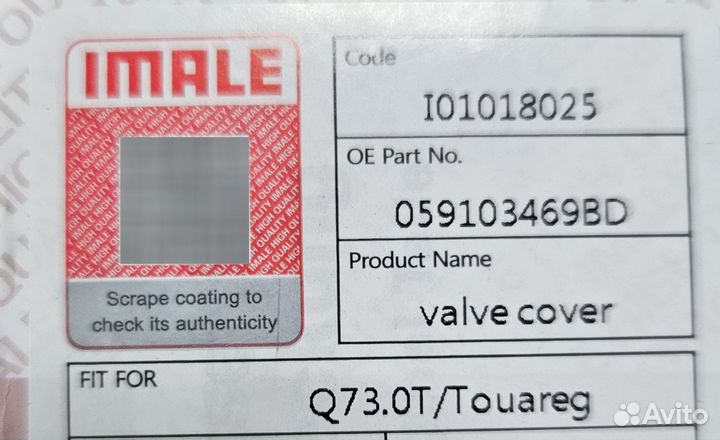 IMALE
Scrape coating to
check its authenticity
Code
I01018025
OE Part No.
059103469BD
Product Name
valve cover
FIT FOR
Q73.0T/Touareg
Avito